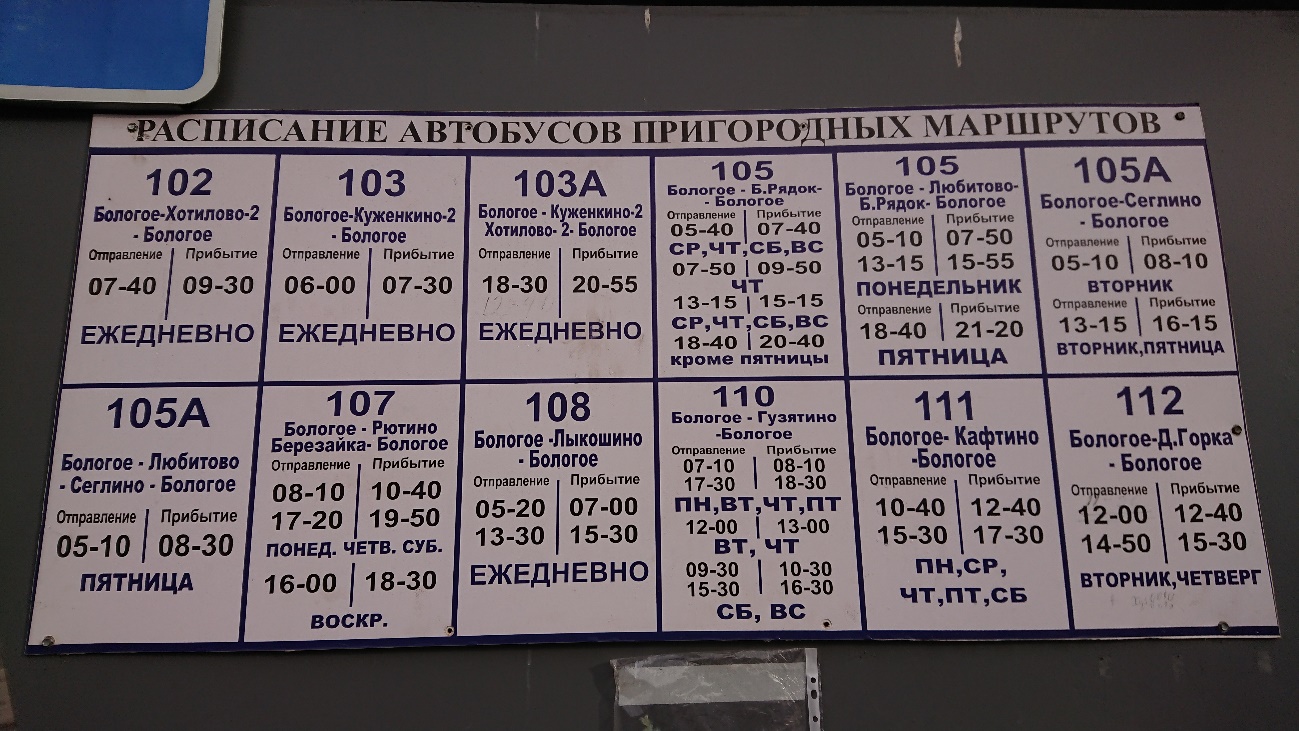 РАСПИСАНИЕ АВТОБУСОВ ПРИГОРОДНЫХ МАРШРУТОВ
102
Бологое-Хотилово-2
- Бологое
Отправление Прибытие
07-40 09-30
ЕЖЕДНЕВНО
103
Бологое-Куженкино-2
- Бологое
Отправление Прибытие
06-00 07-30
ЕЖЕДНЕВНО
103А
Бологое - Куженкино-2
Хотилово- 2- Бологое
Отправление Прибытие
18-30 20-55
ЕЖЕДНЕВНО
105
Бологое - Б.Рядок-
- Бологое
Отправление Прибытие
05-40 07-40
СР,ЧТ,СБ,ВС
07-50 09-50
ЧТ
13-15 15-15
СР,ЧТ,СБ,ВС
18-40 20-40
кроме пятницы
105
Бологое - Любитово-
Б.Рядок- Бологое
Отправление Прибытие
05-10 07-50
13-15 15-55
ПОНЕДЕЛЬНИК
Отправление Прибытие
18-40 21-20
ПЯТНИЦА
105А
Бологое-Сеглино
- Бологое
Отправление Прибытие
05-10 08-10
ВТОРНИК
Отправление Прибытие
13-15 16-15
ВТОРНИК,ПЯТНИЦА
105А
Бологое - Любитово
- Сеглино - Бологое
Отправление Прибытие
05-10 08-30
ПЯТНИЦА
107
Бологое - Рютино
Березайка- Бологое
Отправление Прибытие
08-10 10-40
17-20 19-50
ПОНЕД. ЧЕТВ. СУБ.
16-00 18-30
ВОСКР.
108
Бологое -Лыкошино
- Бологое
Отправление Прибытие
05-20 07-00
13-30 15-30
ЕЖЕДНЕВНО
110
Бологое - Гузятино
-Бологое
Отправление Прибытие
07-10 08-10
17-30 18-30
ПН,ВТ,ЧТ,ПТ
12-00 13-00
ВТ, ЧТ
09-30 10-30
15-30 16-30
СБ, ВС
111
Бологое- Кафтино
-Бологое
Отправление Прибытие
10-40 12-40
15-30 17-30
ПН,СР,
ЧТ,ПТ,СБ
112
Бологое-Д.Горка
- Бологое
Отправление Прибытие
12-00 12-40
14-50 15-30
ВТОРНИК,ЧЕТВЕРГ